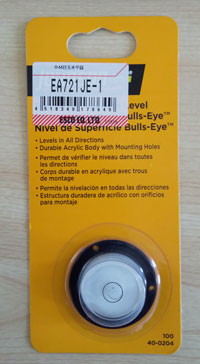 EA721JE-1
ESCO CO.,LTD.
Level
Bulls-Eye™
Nivel de Superficie Bulls-Eye™
• Levels in All Directions
• Durable Acrylic Body with Mounting Holes
• Permet de vérifier le niveau dans toutes
les directions
• Corps durable en acrylique avec trous
de montage
• Permite la nivelación en todas las direcciones
• Estructura duradera de acrílico con orificios
para montaje
100
40-0204